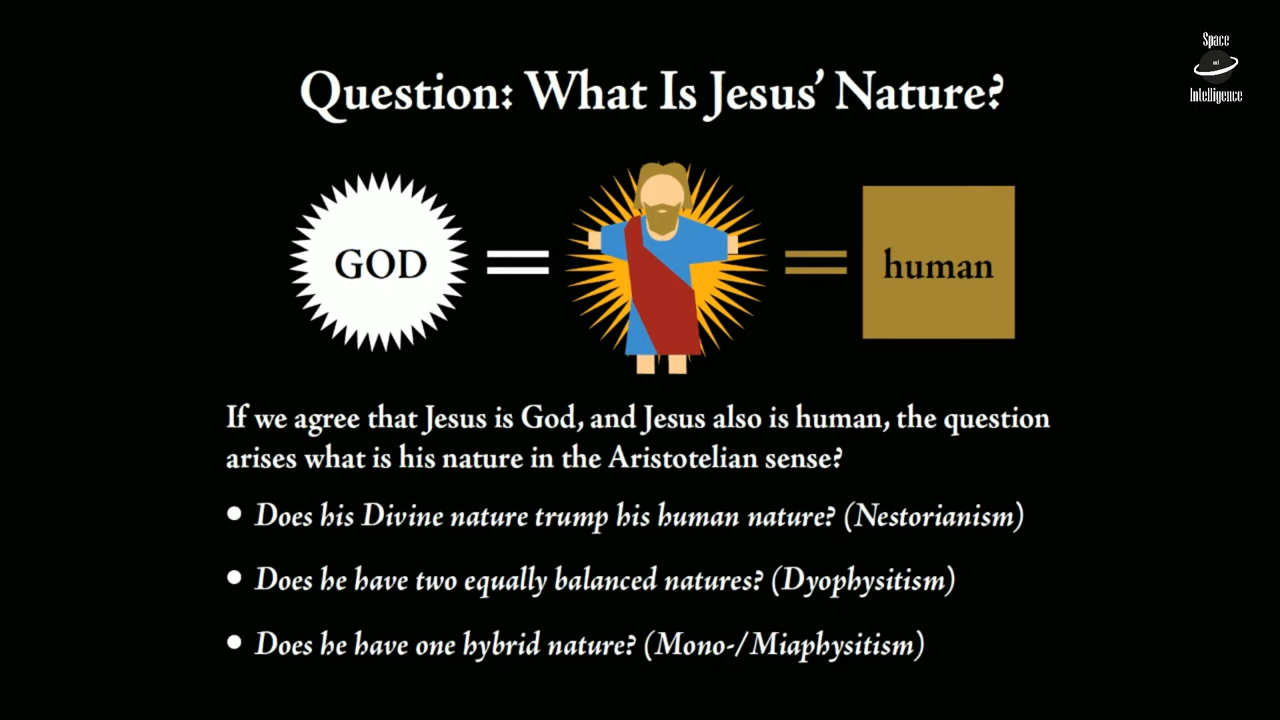 Space
Intelligence
Question: What Is Jesus’ Nature?
GOD
human
If we agree that Jesus is God, and Jesus also is human, the question
arises what is his nature in the Aristotelian sense?
• Does his Divine nature trump his human nature? (Nestorianism)
• Does he have two equally balanced natures? (Dyophysitism)
• Does he have one hybrid nature? (Mono-/Miaphysitism)